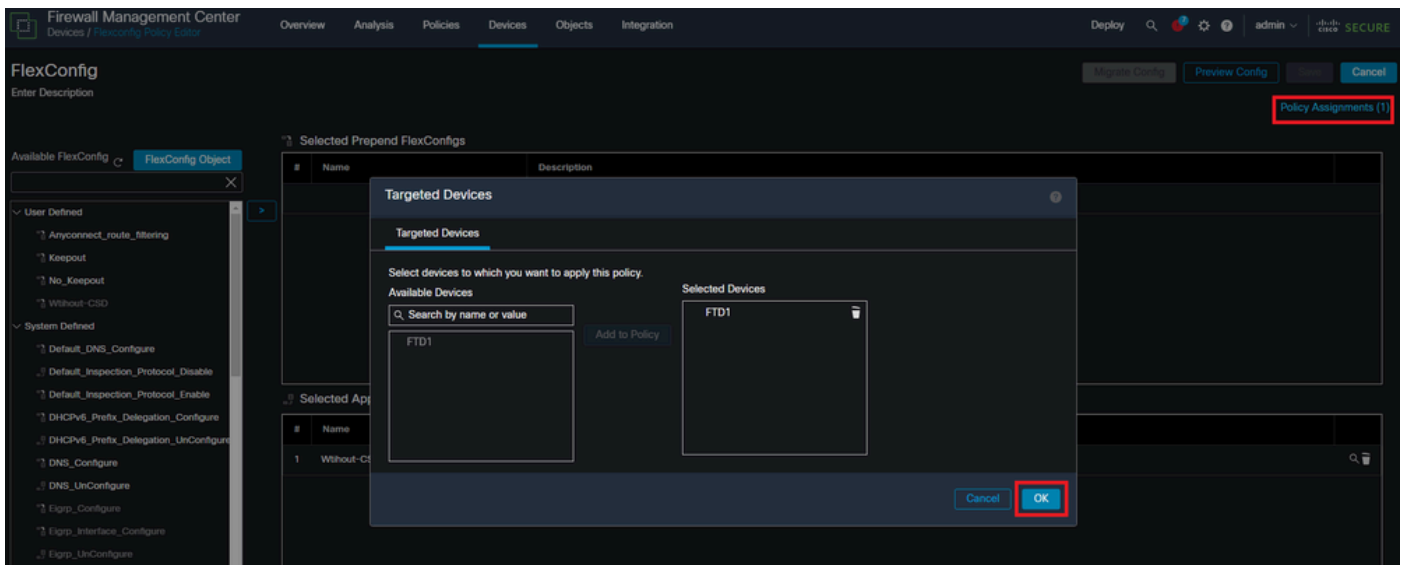 Firewall Management Center
Devices / Flexconfig Policy Editor
Overview Analysis Policies Devices Objects Integration
Deploy admin cisco SECURE
FlexConfig
Enter Description
Migrate Config Preview Config Save Cancel
Policy Assignments (1)
Available FlexConfig FlexConfig Object
Selected Prepend FlexConfigs
# Name Description
User Defined
Anyconnect_route_filtering
Keepout
No_Keepout
Wtihout-CSD
System Defined
Default_DNS_Configure
Default_Inspection_Protocol_Disable
Default_Inspection_Protocol_Enable
DHCPv6_Prefix_Delegation_Configure
DHCPv6_Prefix_Delegation_UnConfigure
DNS_Configure
DNS_UnConfigure
Eigrp_Configure
Eigrp_Interface_Configure
Eigrp_UnConfigure
>
Targeted Devices
Targeted Devices
Select devices to which you want to apply this policy.
Available Devices
Search by name or value
FTD1
Add to Policy
Selected Devices
FTD1
Cancel OK
Selected App
# Name
1 Wtihout-CS